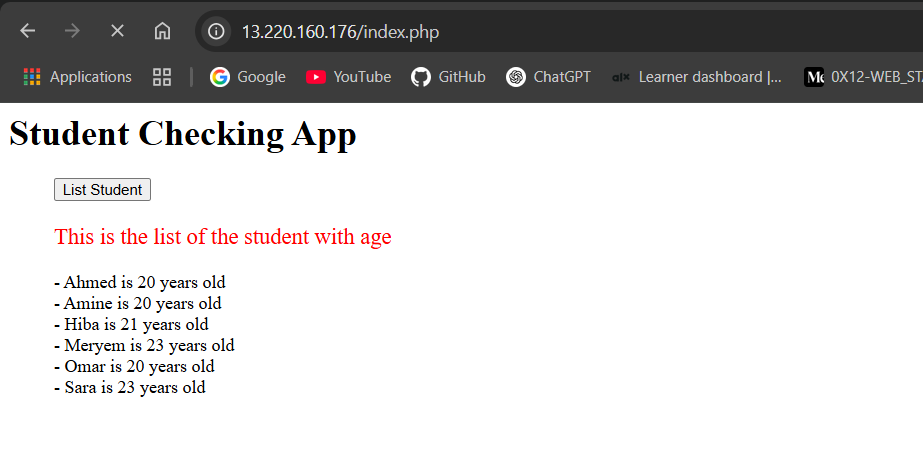 13.220.160.176/index.php
Applications Google YouTube GitHub ChatGPT alx Learner dashboard |... 0X12-WEB_STA
Student Checking App
List Student
This is the list of the student with age
- Ahmed is 20 years old
- Amine is 20 years old
- Hiba is 21 years old
- Meryem is 23 years old
- Omar is 20 years old
- Sara is 23 years old